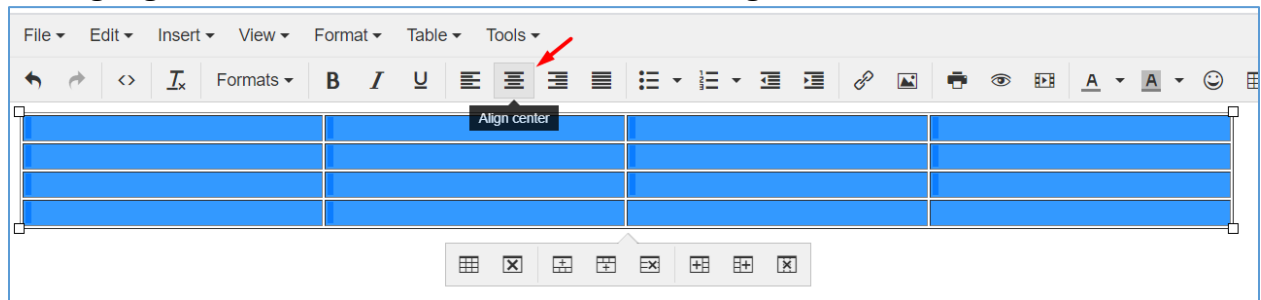 File Edit Insert View Format Table Tools
Formats B I U A A
Align center